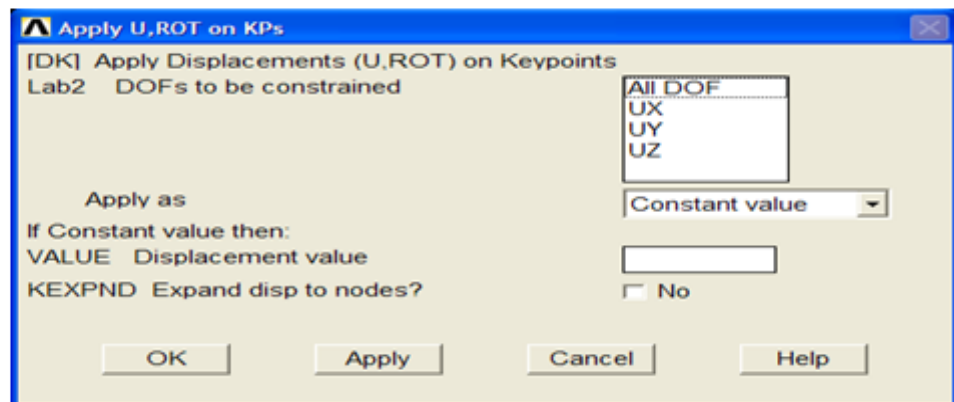 Apply U,ROT on KPs
[DK] Apply Displacements (U,ROT) on Keypoints
Lab2 DOFs to be constrained
All DOF
UX
UY
UZ
Apply as
Constant value
If Constant value then:
VALUE Displacement value
KEXPND Expand disp to nodes?
No
OK Apply Cancel Help